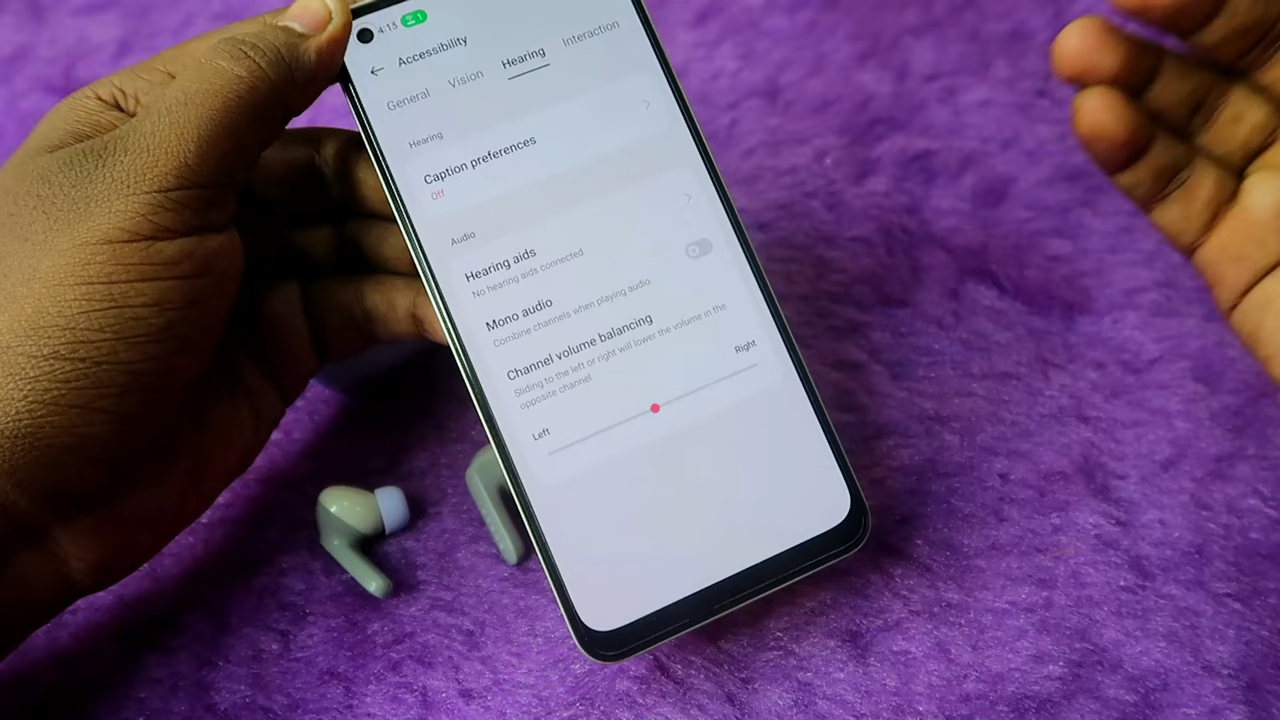 4:13 1
Accessibility
General Vision Hearing Interaction
Hearing
Caption preferences
Off
Audio
Hearing aids
No hearing aids connected
Mono audio
Combine channels when playing audio
Channel volume balancing
Sliding to the left or right will lower the volume in the
opposite channel
Left Right